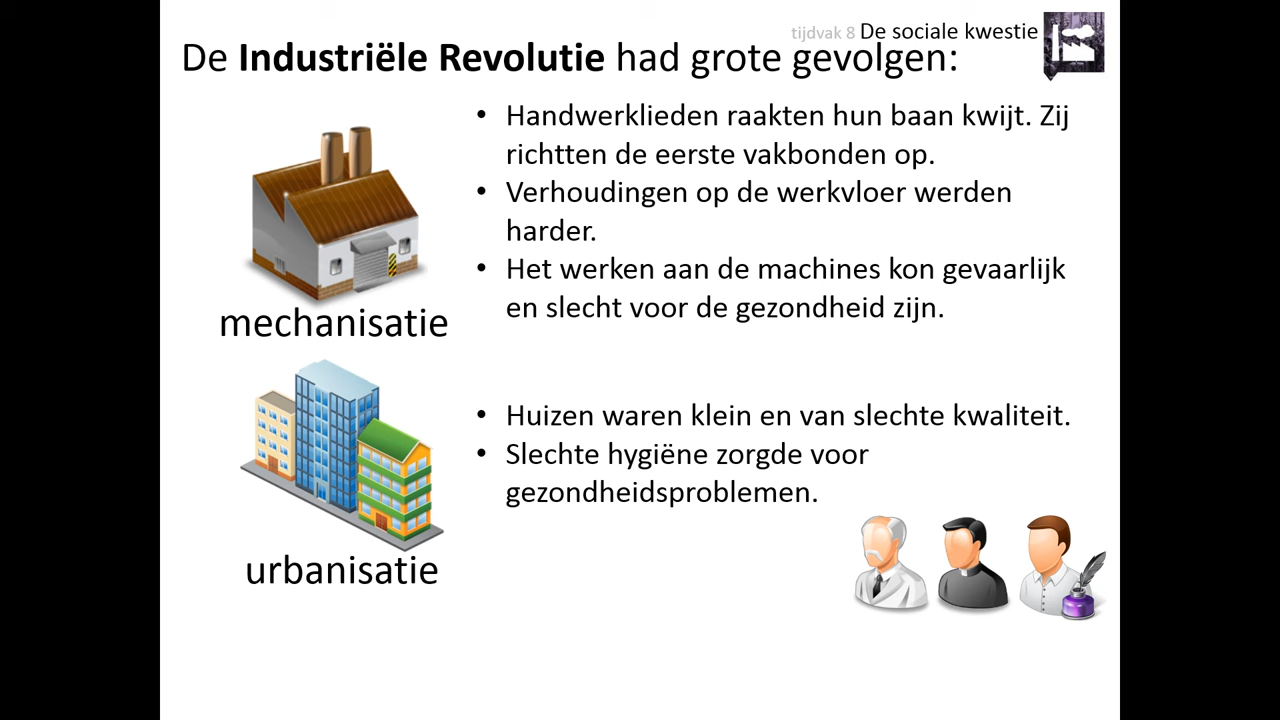 tijdvak 8 De sociale kwestie
De Industriële Revolutie had grote gevolgen:
• Handwerklieden raakten hun baan kwijt. Zij
richtten de eerste vakbonden op.
• Verhoudingen op de werkvloer werden
harder.
• Het werken aan de machines kon gevaarlijk
en slecht voor de gezondheid zijn.
mechanisatie
• Huizen waren klein en van slechte kwaliteit.
• Slechte hygiëne zorgde voor
gezondheidsproblemen.
urbanisatie